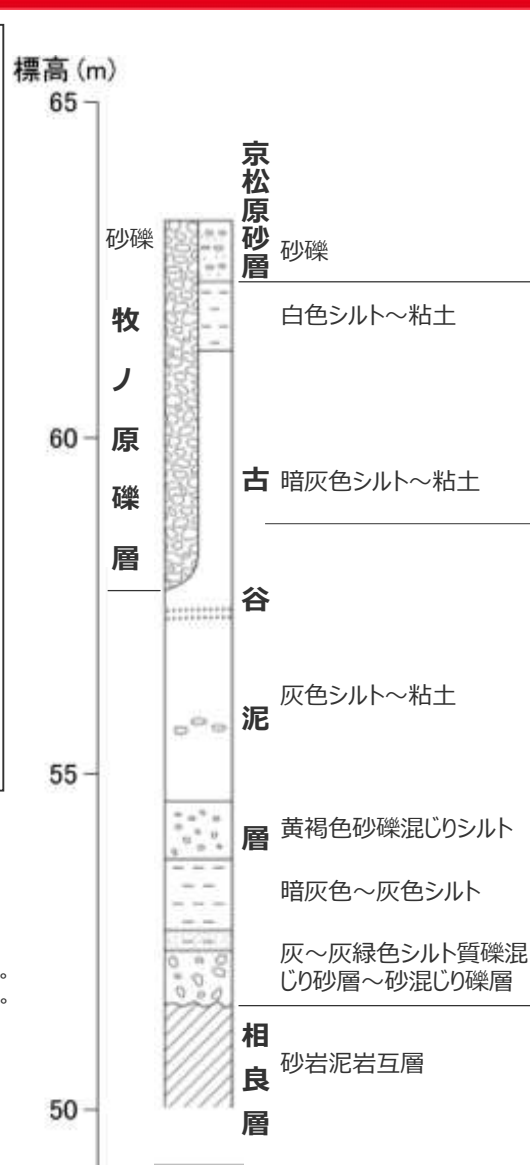 標高(m)
65
京松原砂層
砂礫
砂礫
牧ノ原礫層
白色シルト～粘土
60
古谷泥層
暗灰色シルト～粘土
灰色シルト～粘土
55
黄褐色砂礫混じりシルト
暗灰色～灰色シルト
灰～灰緑色シルト質礫混
じり砂層～砂混じり礫層
。
。
相良層
砂岩泥岩互層
50